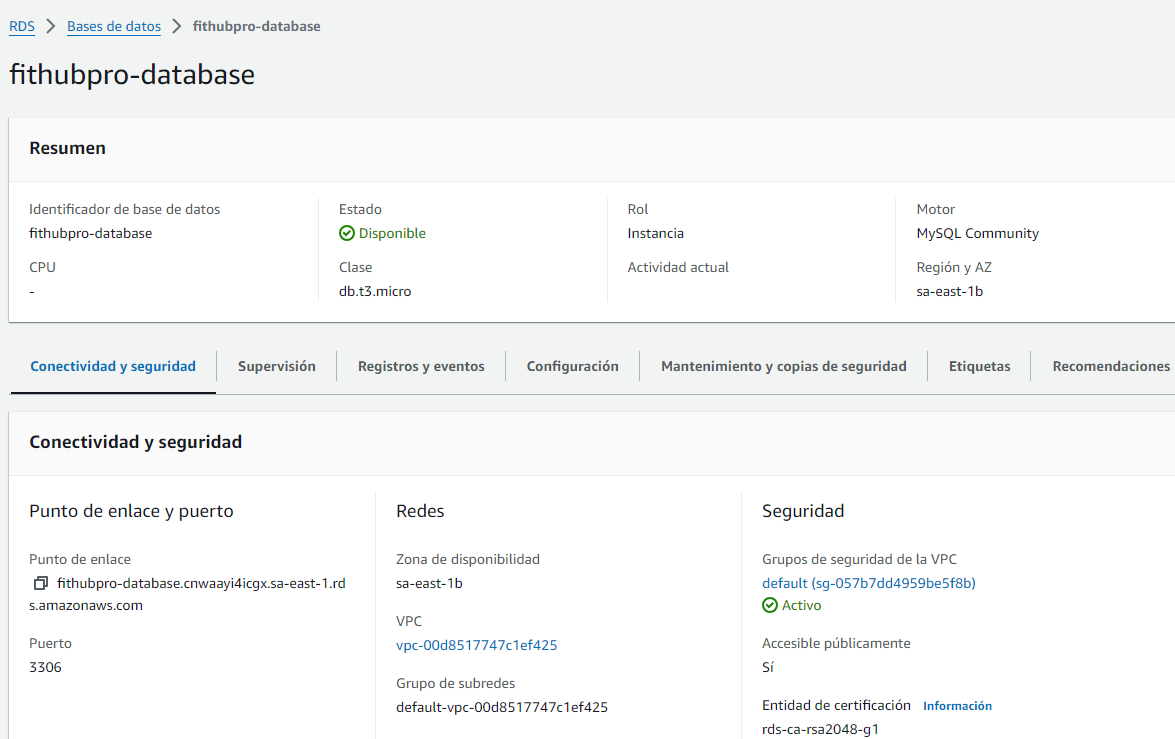 RDS > Bases de datos > fithubpro-database
fithubpro-database
Resumen
Identificador de base de datos
fithubpro-database
CPU
-
Estado
Disponible
Clase
db.t3.micro
Rol
Instancia
Actividad actual
Motor
MySQL Community
Región y AZ
sa-east-1b
Conectividad y seguridad
Supervisión
Registros y eventos
Configuración
Mantenimiento y copias de seguridad
Etiquetas
Recomendaciones
Conectividad y seguridad
Punto de enlace y puerto
Punto de enlace
fithubpro-database.cnwaayi4icgx.sa-east-1.rd
s.amazonaws.com
Puerto
3306
Redes
Zona de disponibilidad
sa-east-1b
VPC
vpc-00d8517747c1ef425
Grupo de subredes
default-vpc-00d8517747c1ef425
Seguridad
Grupos de seguridad de la VPC
default (sg-057b7dd4959be5f8b)
Activo
Accesible públicamente
Sí
Entidad de certificación Información
rds-ca-rsa2048-g1